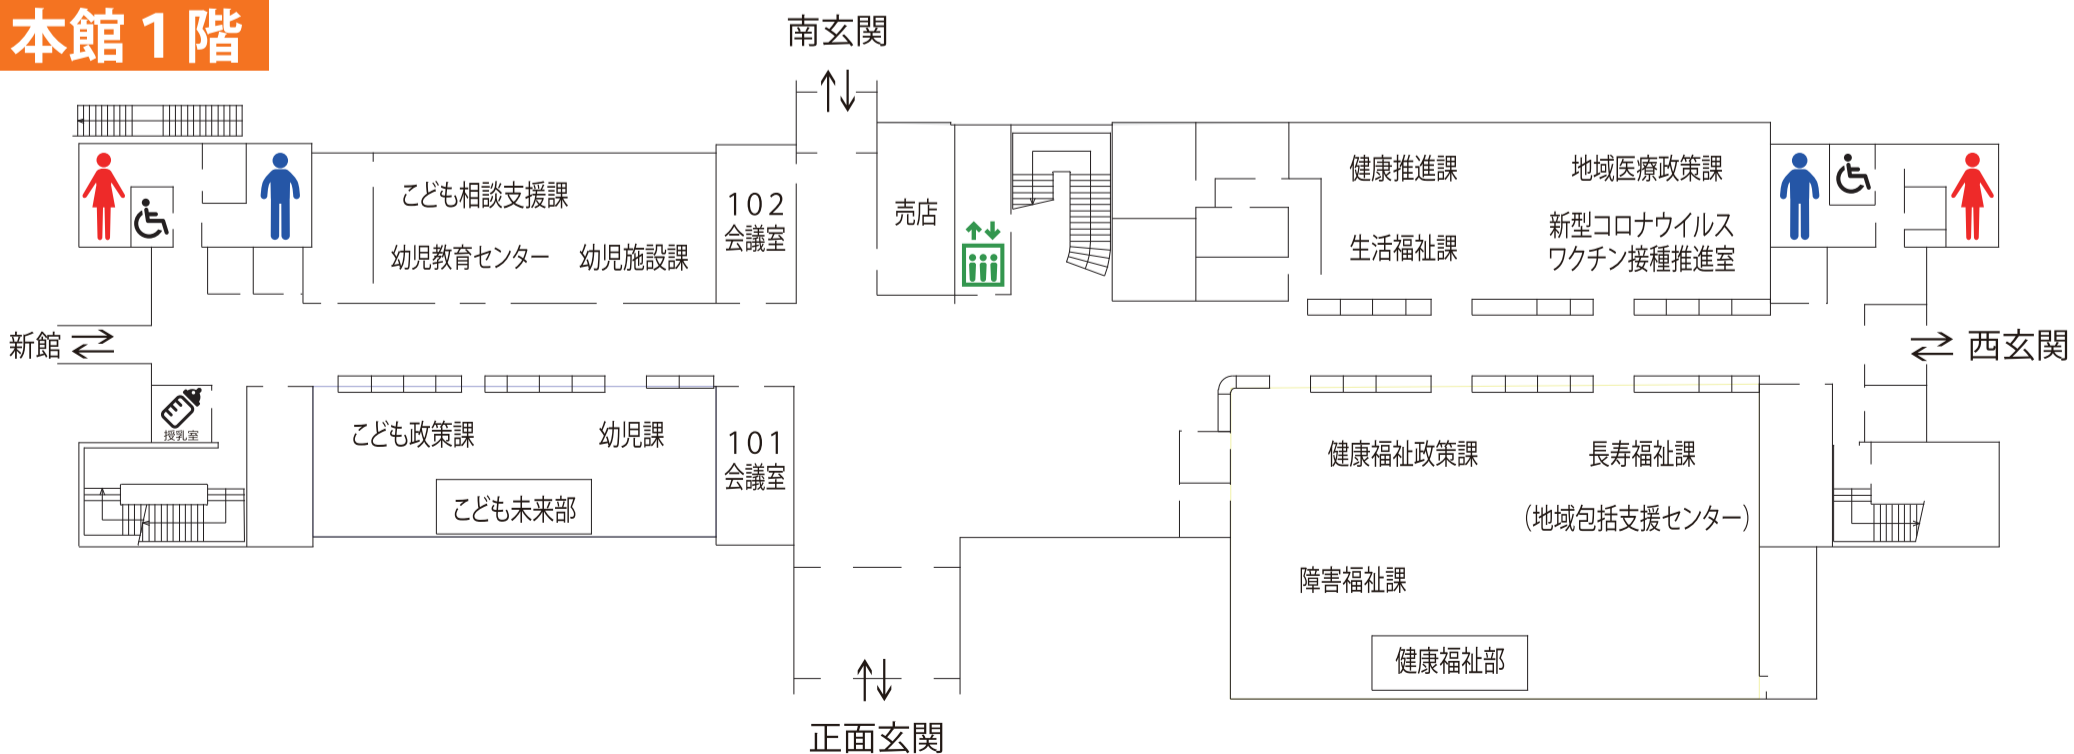 本館1階
南玄関
こども相談支援課
幼児教育センター
幼児施設課
102
会議室
売店
健康推進課
地域医療政策課
生活福祉課
新型コロナウイルス
ワクチン接種推進室
新館
西玄関
授乳室
こども政策課
幼児課
こども未来部
101
会議室
健康福祉政策課
長寿福祉課
(地域包括支援センター)
障害福祉課
健康福祉部
正面玄関